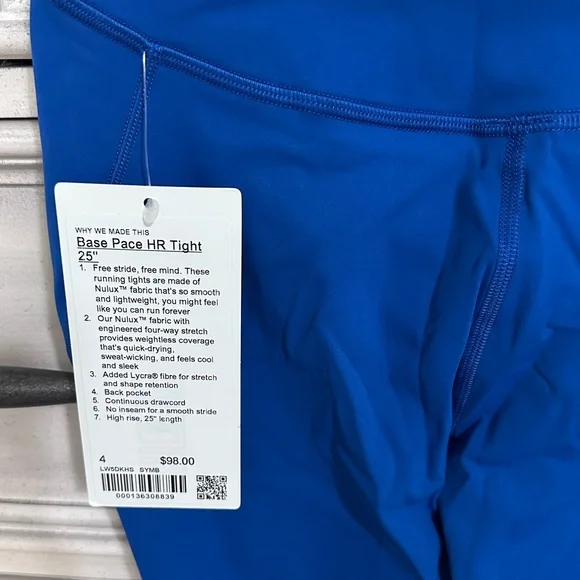 WHY WE MADE THIS
Base Pace HR Tight
25"
1. Free stride, free mind. These
running tights are made of
Nulux™ fabric that's so smooth
and lightweight, you might feel
like you can run forever
2. Our Nulux™ fabric with
engineered four-way stretch
provides weightless coverage
that's quick-drying,
sweat-wicking, and feels cool
and sleek
3. Added Lycra® fibre for stretch
and shape retention
4. Back pocket
5. Continuous drawcord
6. No inseam for a smooth stride
7. High rise, 25" length
4 $98.00
LW5DKHS SYMB
000136308839